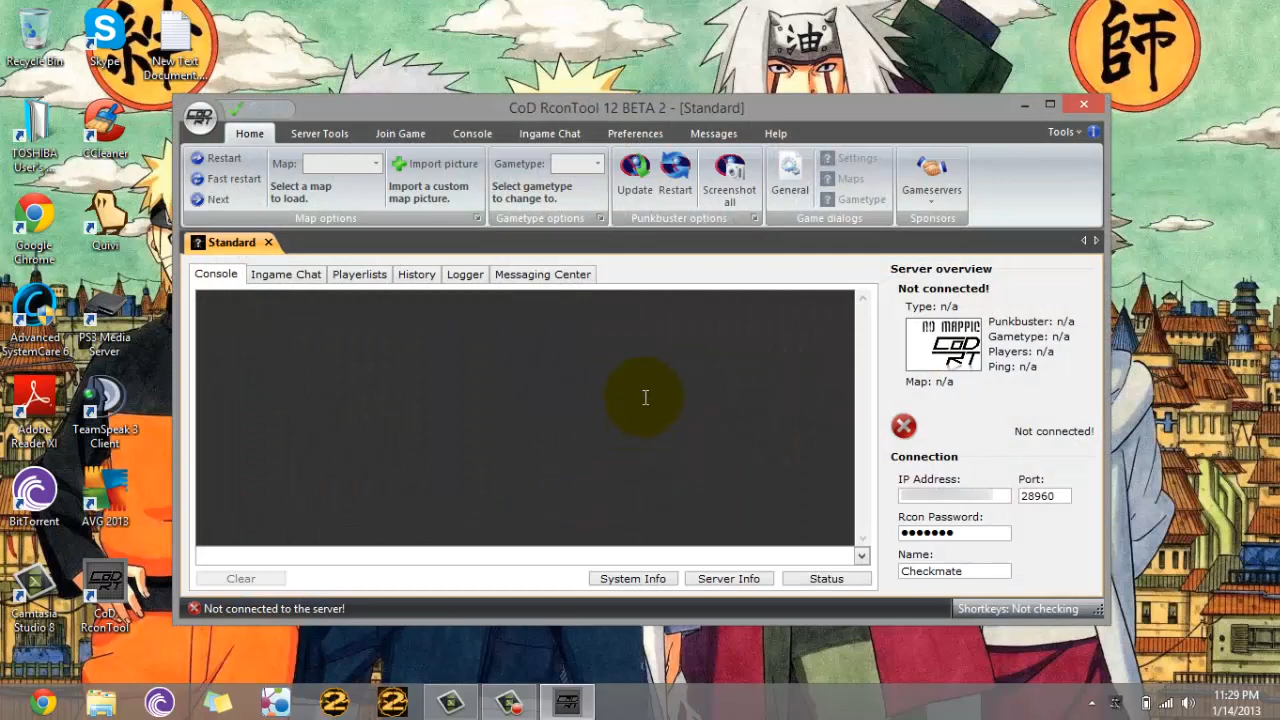 Recycle Bin
Skype
New Text
Document....
TOSHIBA
User's ...
CCleaner
Google
Chrome
Quivi
Advanced
SystemCare 6
PS3 Media
Server
Adobe
Reader XI
TeamSpeak 3
Client
BitTorrent
AVG 2013
Camtasia
Studio 8
CoD
RconTool
油
師
CoD RconTool 12 BETA 2 - [Standard]
CoD
RT
Home
Server Tools
Join Game
Console
Ingame Chat
Preferences
Messages
Help
Tools
Restart
Fast restart
Next
Map:
Select a map
to load.
Import picture
Import a custom
map picture.
Map options
Gametype:
Select gametype
to change to.
Gametype options
Update
Restart
Screenshot
all
Punkbuster options
General
Settings
Maps
Gametype
Game dialogs
Gameservers
Sponsors
Standard
Console
Ingame Chat
Playerlists
History
Logger
Messaging Center
Clear
System Info
Server Info
Status
Server overview
Not connected!
Type: n/a
NO MAPPIC
CoD
RT
Punkbuster: n/a
Gametype: n/a
Players: n/a
Ping: n/a
Map: n/a
Not connected!
Connection
IP Address:
Port:
28960
Rcon Password:
●●●●●●●
Name:
Checkmate
Not connected to the server!
Shortkeys: Not checking
11:29 PM
1/14/2013